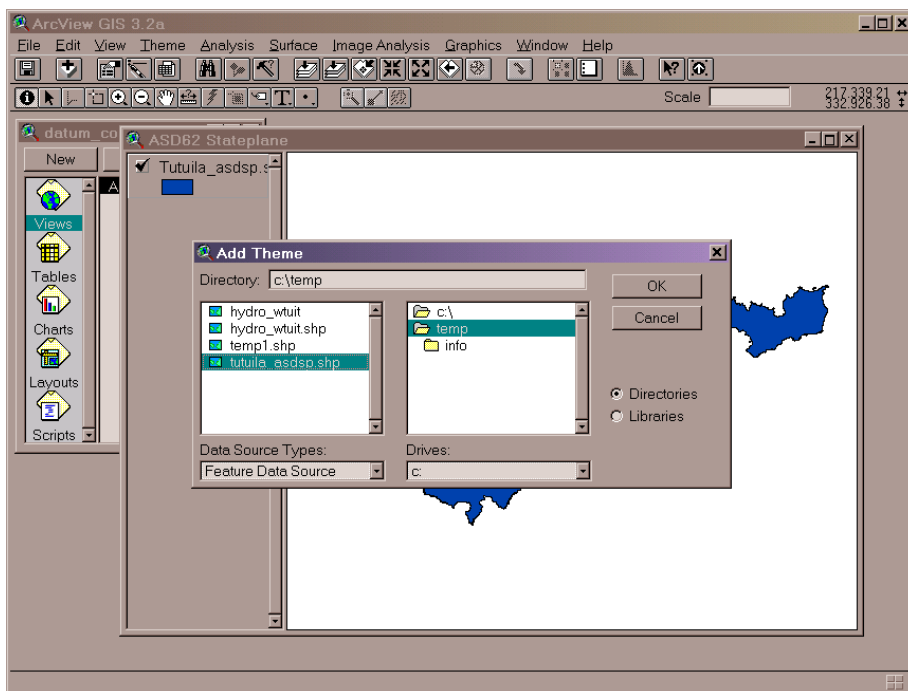 ArcView GIS 3.2a
File Edit View Theme Analysis Surface Image Analysis Graphics Window Help
Scale
217,339.21
332,926.38
datum_co
New
A
Views
Tables
Charts
Layouts
Scripts
ASD62 Stateplane
Tutuila_asdsp.s
Add Theme
Directory: c:\temp
hydro_wtuit
hydro_wtuit.shp
temp1.shp
tutuila_asdsp.shp
c:\
temp
info
OK
Cancel
Directories
Libraries
Data Source Types:
Feature Data Source
Drives:
c: